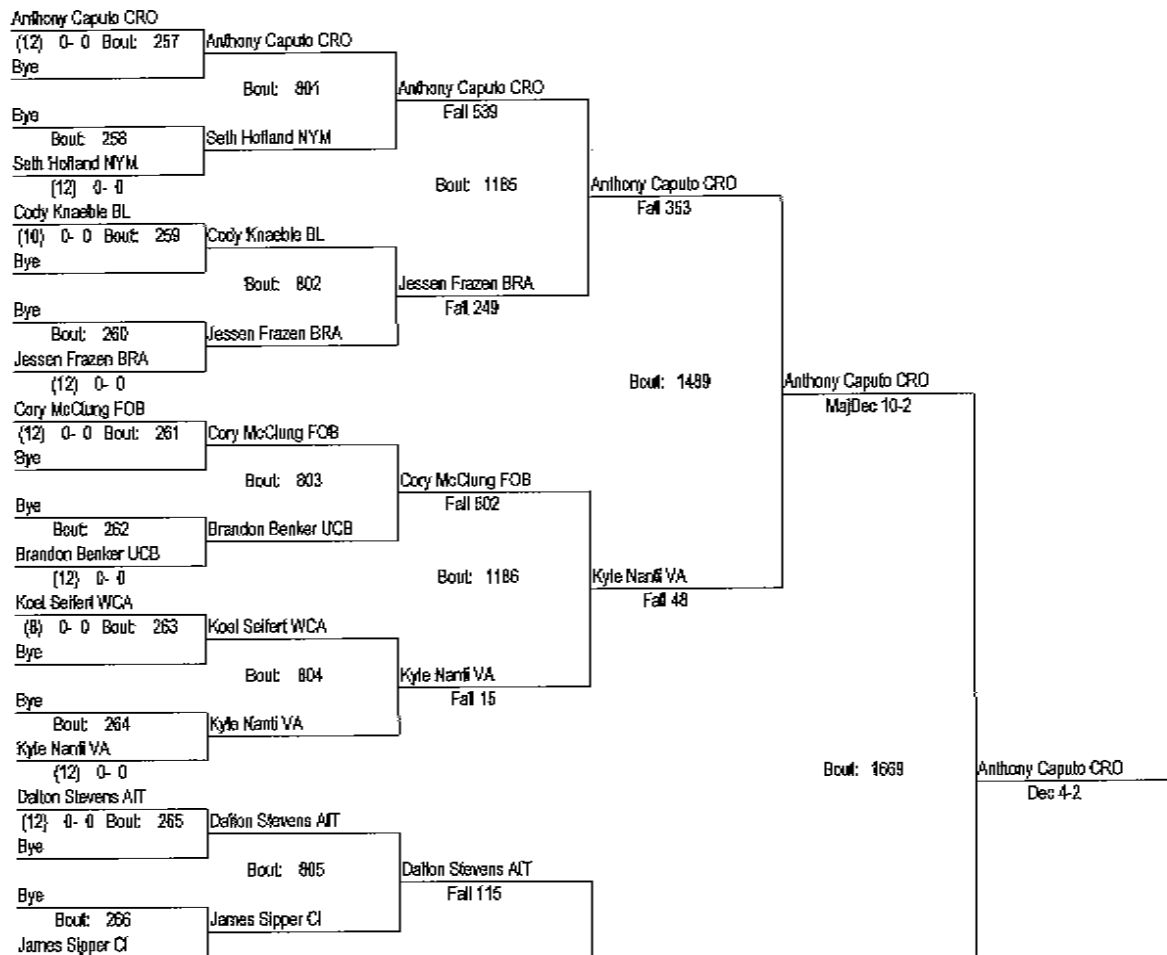 Anthony Caputo CRO
(12) 0- 0 Bout: 257
Anthony Caputo CRO
Bye
Bout: 801
Anthony Caputo CRO
Fall 539
Bye
Bout: 258
Seth Hofland NYM
Seth Hofland NYM
(12) 0- 0
Bout: 1185
Anthony Caputo CRO
Fall 353
Cody Knaeble BL
(10) 0- 0 Bout: 259
Cody Knaeble BL
Bye
Bout: 802
Jessen Frazen BRA
Fall 249
Bye
Bout: 260
Jessen Frazen BRA
Jessen Frazen BRA
(12) 0- 0
Bout: 1489
Anthony Caputo CRO
MajDec 10-2
Cory McClung FOB
(12) 0- 0 Bout: 261
Cory McClung FOB
Bye
Bout: 803
Cory McClung FOB
Fall 502
Bye
Bout: 262
Brandon Benker UCB
Brandon Benker UCB
(12) 0- 0
Bout: 1186
Kyle Nanti VA
Fall 48
Koel Seifert WCA
(8) 0- 0 Bout: 263
Koel Seifert WCA
Bye
Bout: 804
Kyle Nanti VA
Fall 15
Bye
Bout: 264
Kyle Nanti VA
Kyle Nanti VA
(12) 0- 0
Bout: 1669
Anthony Caputo CRO
Dec 4-2
Dalton Stevens AIT
(12) 0- 0 Bout: 265
Dalton Stevens AIT
Bye
Bout: 805
Dalton Stevens AIT
Fall 115
Bye
Bout: 266
James Sipper CI
James Sipper CI